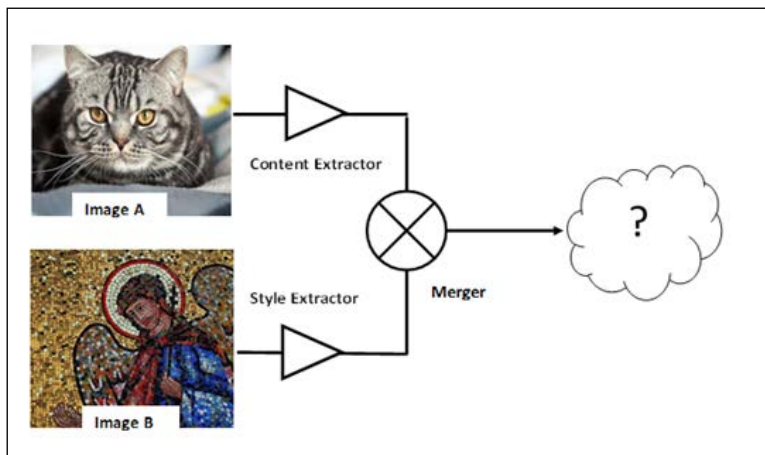 Image A
Content Extractor
?
Style Extractor
Merger
Image B